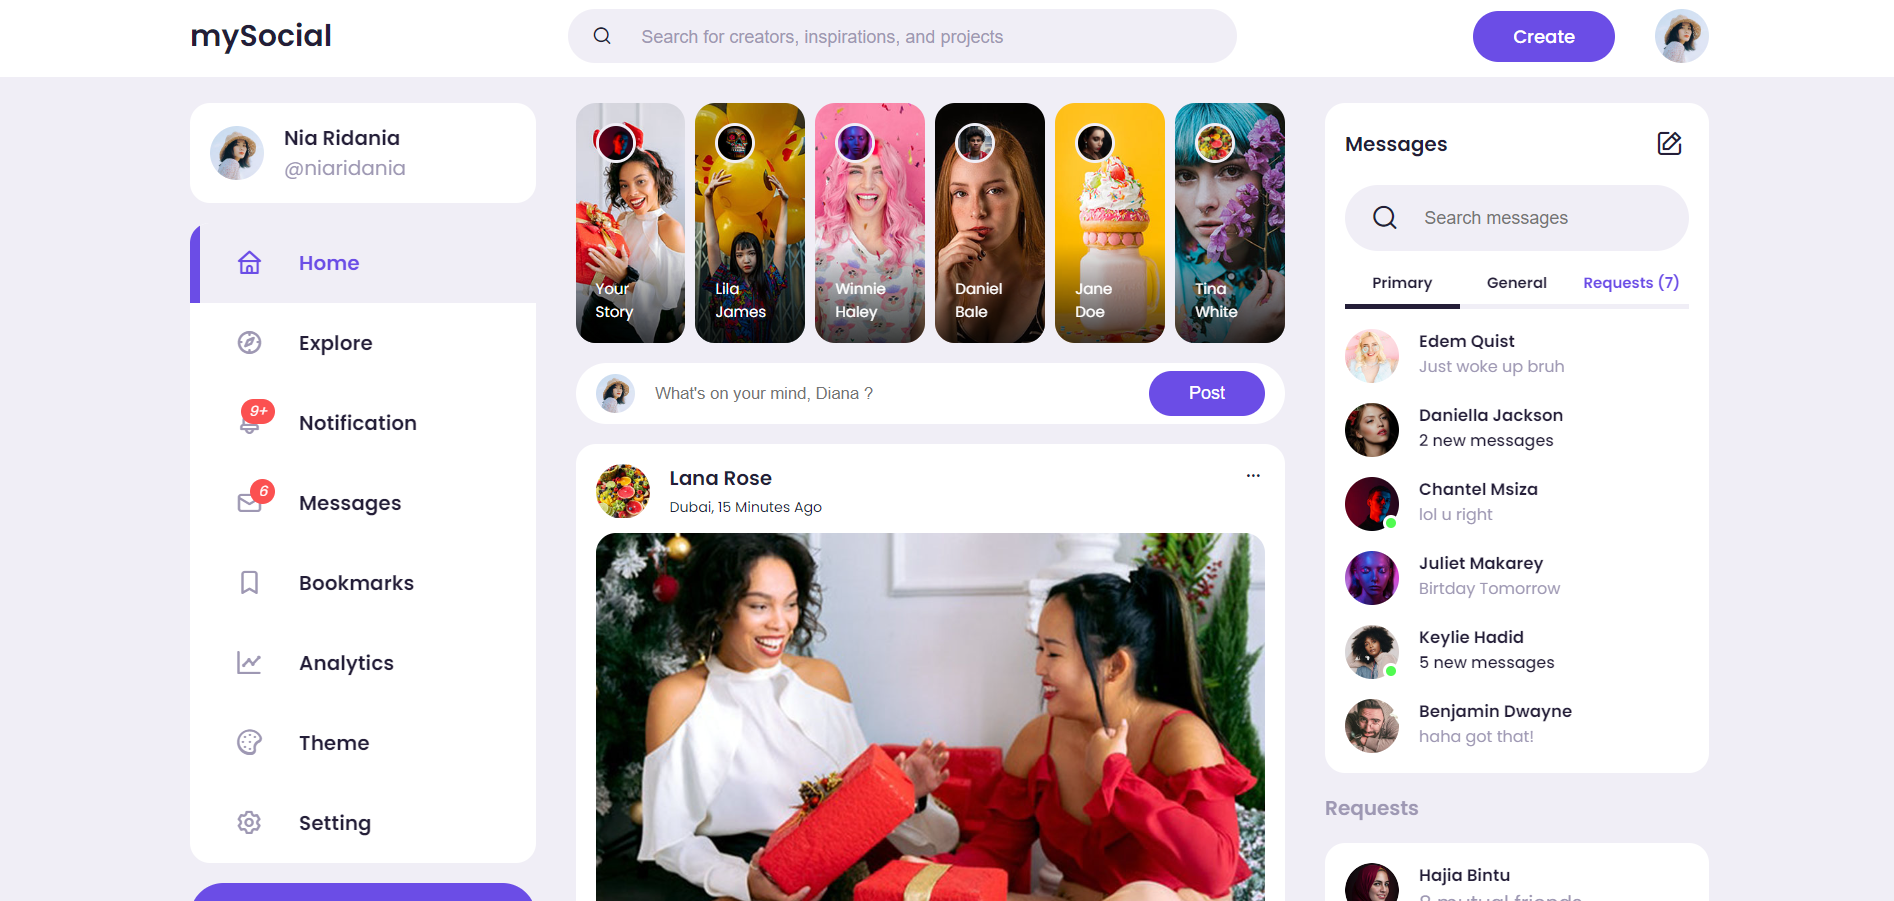 mySocial
Search for creators, inspirations, and projects
Create
Nia Ridania
@niaridania
Home
Explore
9+
Notification
6
Messages
Bookmarks
Analytics
Theme
Setting
Your
Story
Lila
James
Winnie
Haley
Daniel
Bale
Jane
Doe
Tina
White
What's on your mind, Diana ?
Post
Lana Rose
Dubai, 15 Minutes Ago
Messages
Search messages
Primary General Requests (7)
Edem Quist
Just woke up bruh
Daniella Jackson
2 new messages
Chantel Msiza
lol u right
Juliet Makarey
Birtday Tomorrow
Keylie Hadid
5 new messages
Benjamin Dwayne
haha got that!
Requests
Hajia Bintu
8 mutual friends